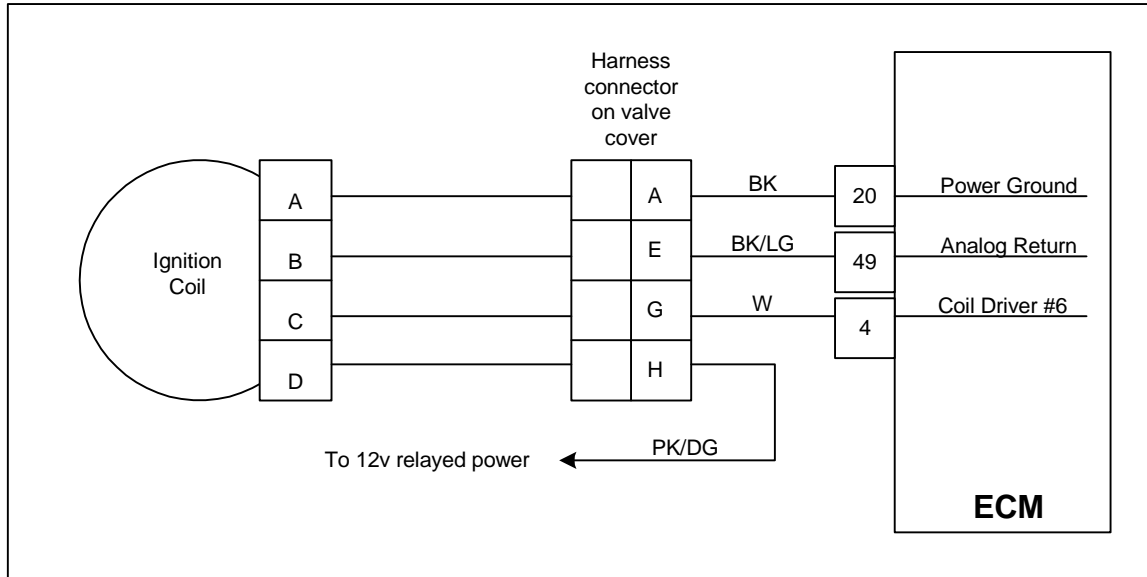 Harness
connector
on valve
cover
Ignition
Coil
A
B
C
D
A
E
G
H
BK
BK/LG
W
20
49
4
Power Ground
Analog Return
Coil Driver #6
To 12v relayed power
PK/DG
ECM